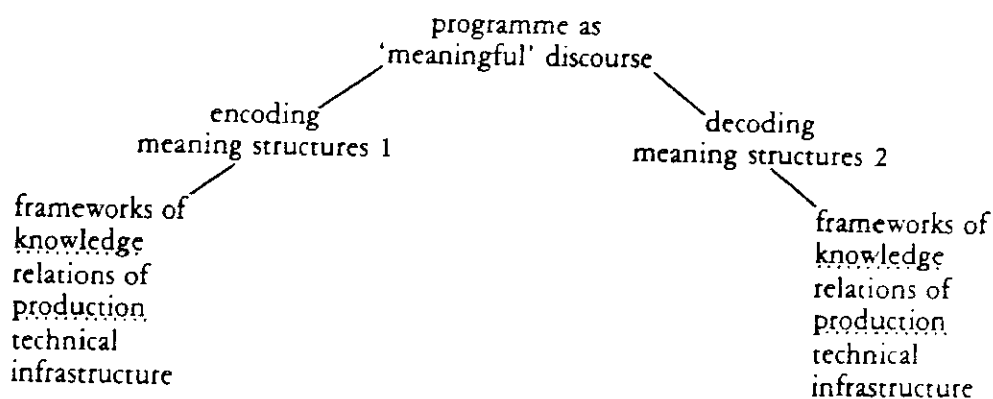 programme as
‘meaningful’ discourse
encoding
meaning structures 1
decoding
meaning structures 2
frameworks of
knowledge
relations of
production
technical
infrastructure
frameworks of
knowledge
relations of
production
technical
infrastructure